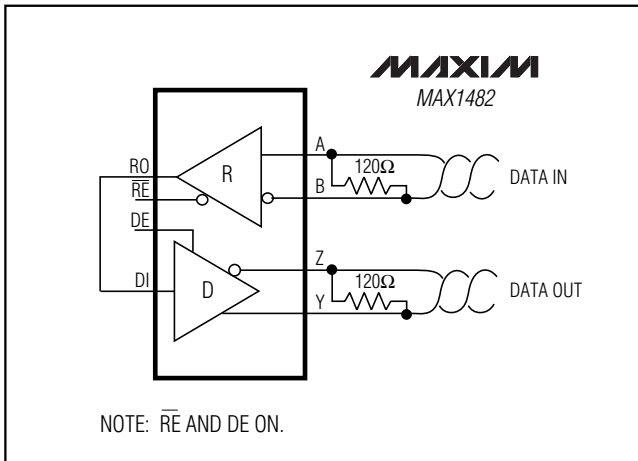 MAXIM
MAX1482
A
RO
R
120Ω
DATA IN
RE̅
B
DE
Z
DI
D
120Ω
DATA OUT
Y
NOTE: RE̅ AND DE ON.